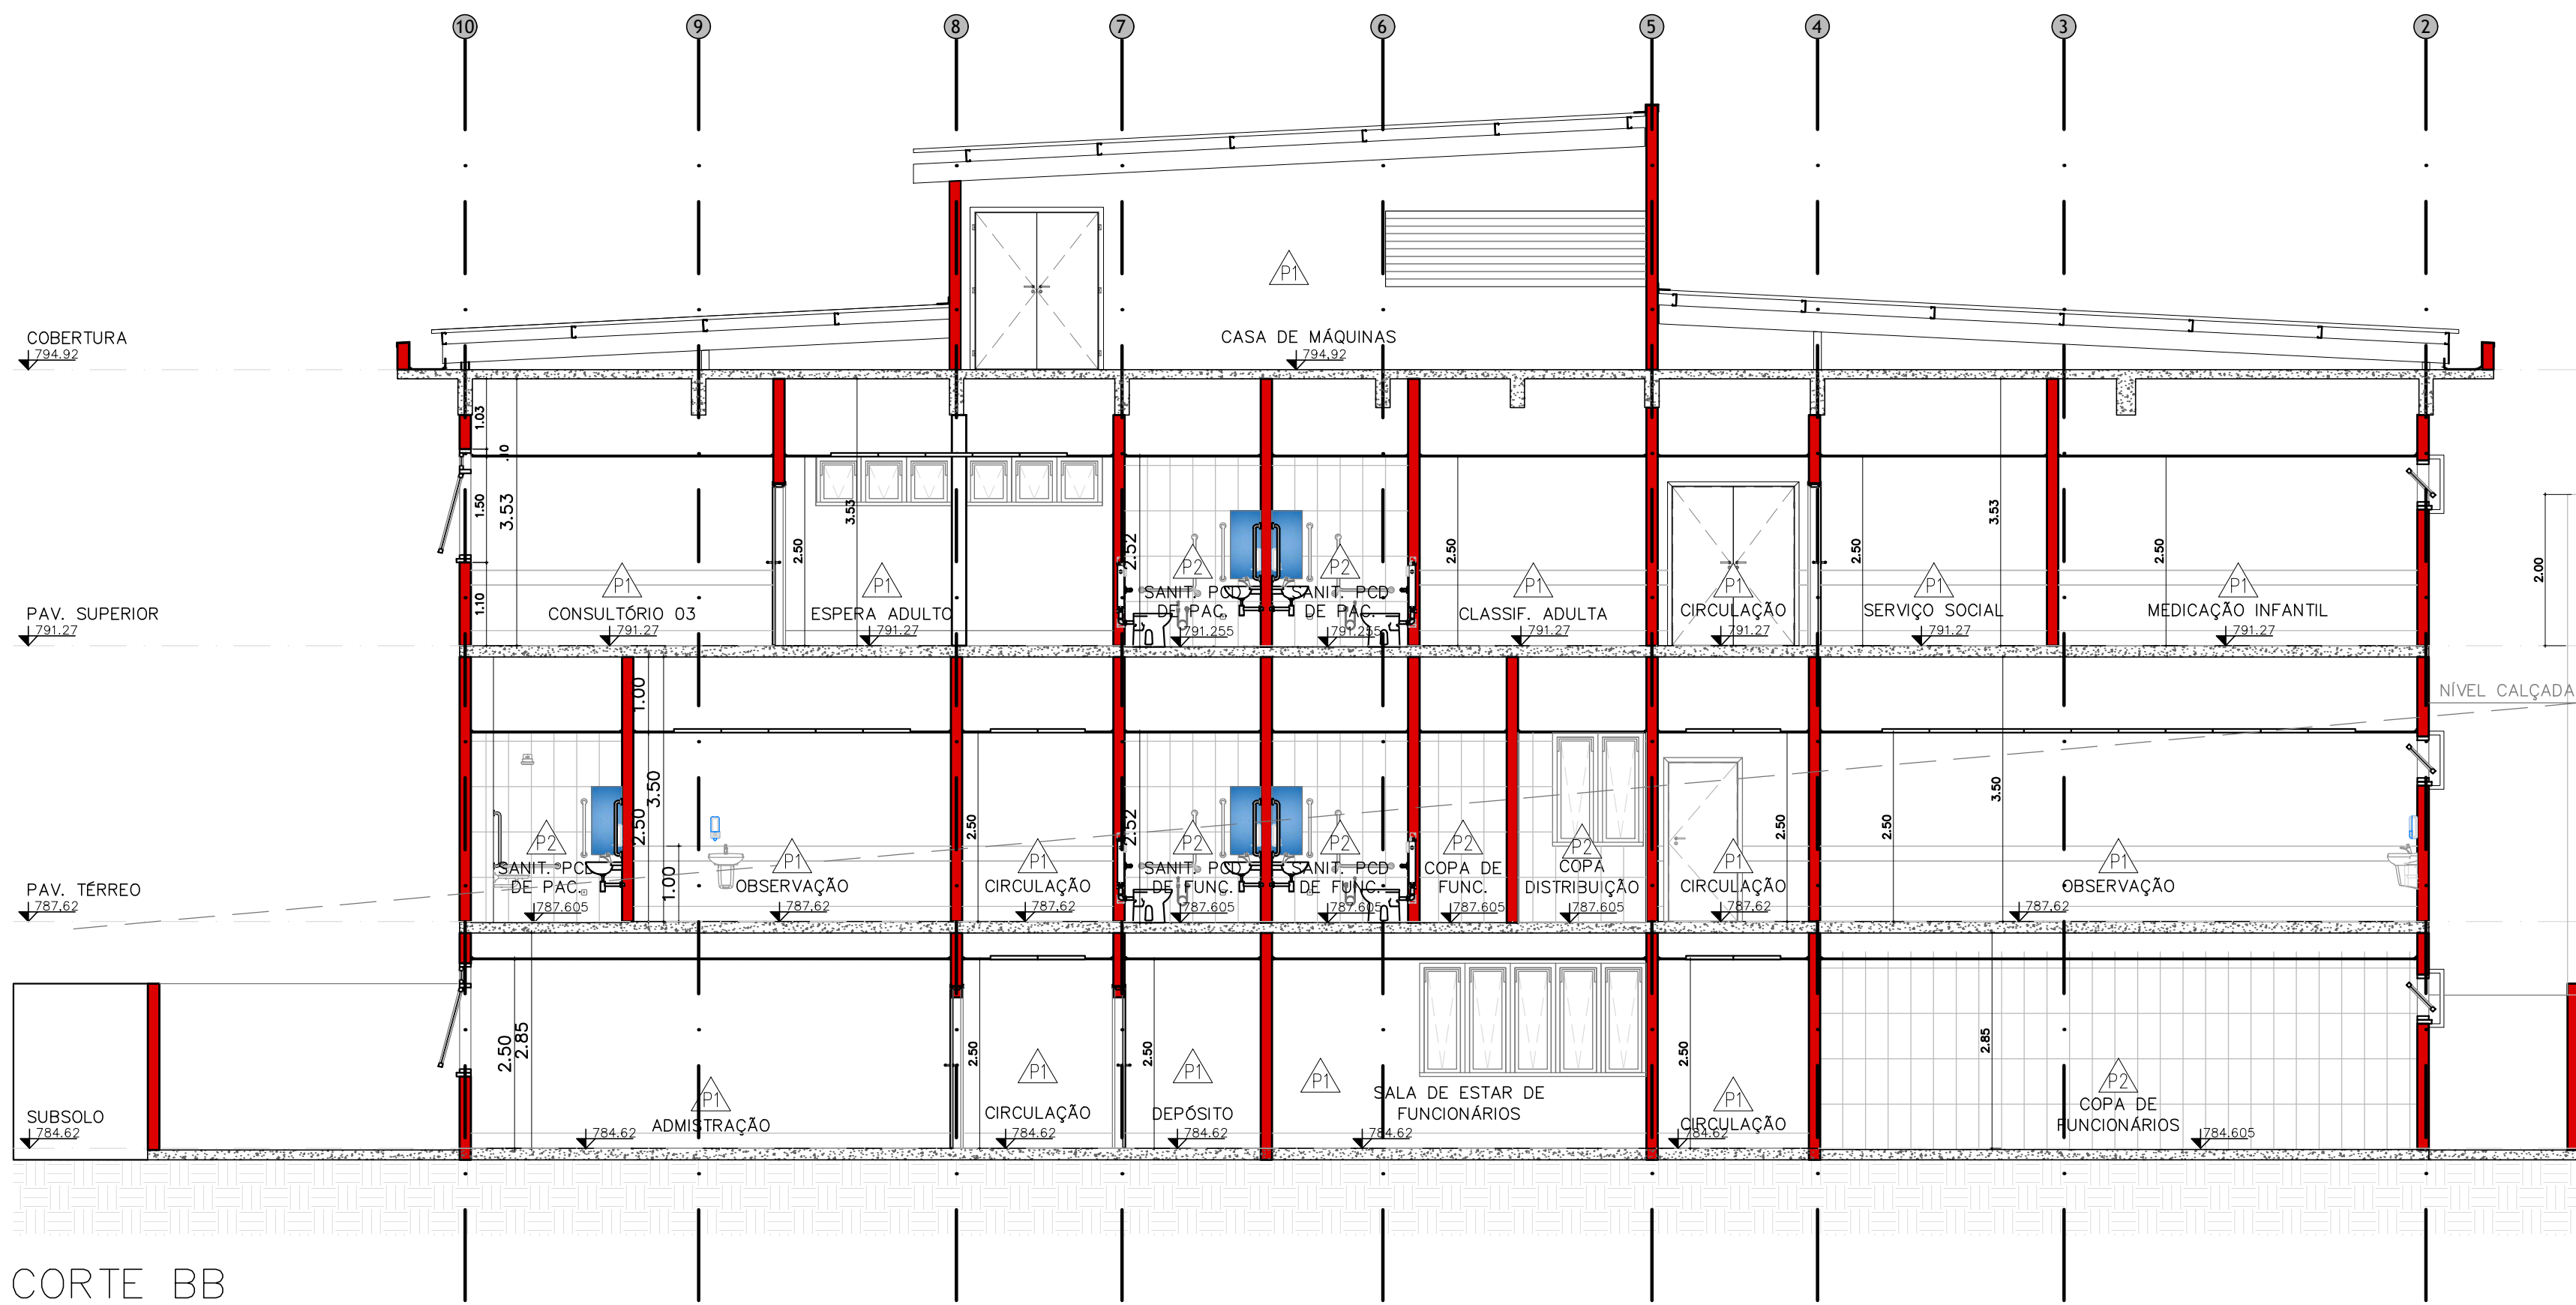 10 9 8 7 6 5 4 3 2
P1
COBERTURA
794.92
CASA DE MÁQUINAS
794.92
1.03
.10
1.50
3.53
1.10
2.50
3.53
2.52
2.50
2.50
3.53
2.50
2.00
P1 P1 P2 P2 P1 P1 P1 P1
PAV. SUPERIOR
791.27
CONSULTÓRIO 03
791.27
ESPERA ADULTO
791.27
SANIT. PCD
DE PAC.
791.255
SANIT. PCD
DE PAC.
791.255
CLASSIF. ADULTA
791.27
CIRCULAÇÃO
791.27
SERVIÇO SOCIAL
791.27
MEDICAÇÃO INFANTIL
791.27
NÍVEL CALÇADA
1.00
3.50
2.50
1.00
2.50
2.52
2.50
2.50
3.50
P2 P1 P1 P2 P2 P2 P2 P1 P1
PAV. TÉRREO
787.62
SANIT. PCD
DE PAC.
787.605
OBSERVAÇÃO
787.62
CIRCULAÇÃO
787.62
SANIT. PCD
DE FUNC.
787.605
SANIT. PCD
DE FUNC.
787.605
COPA DE
FUNC.
787.605
COPA
DISTRIBUIÇÃO
787.605
CIRCULAÇÃO
787.62
OBSERVAÇÃO
787.62
2.50
2.85
2.50
2.50
2.50
2.85
P1 P1 P1 P1 P1 P2
SUBSOLO
784.62
ADMISTRAÇÃO
784.62
CIRCULAÇÃO
784.62
DEPÓSITO
784.62
SALA DE ESTAR DE
FUNCIONÁRIOS
784.62
CIRCULAÇÃO
784.62
COPA DE
FUNCIONÁRIOS
784.605
CORTE BB